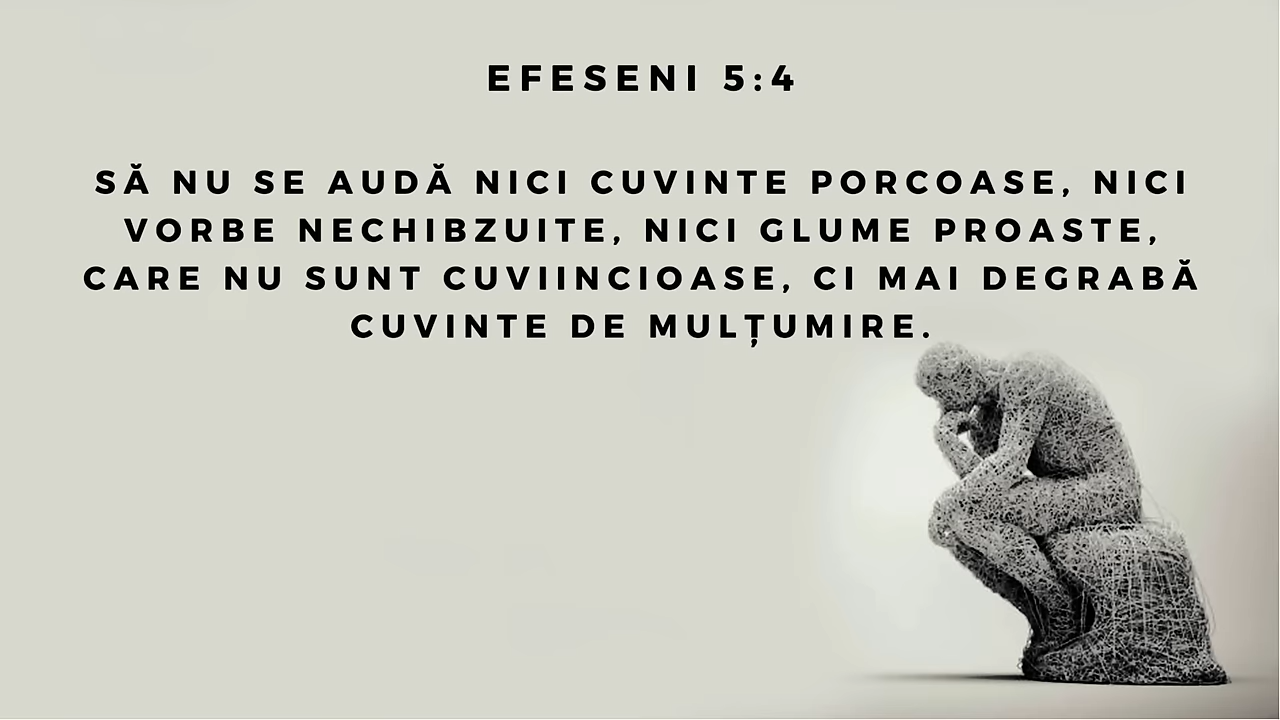 EFESENI 5:4
SĂ NU SE AUDĂ NICI CUVINTE PORCOASE, NICI
VORBE NECHIBZUITE, NICI GLUME PROASTE,
CARE NU SUNT CUVIINCIOASE, CI MAI DEGRABĂ
CUVINTE DE MULȚUMIRE.